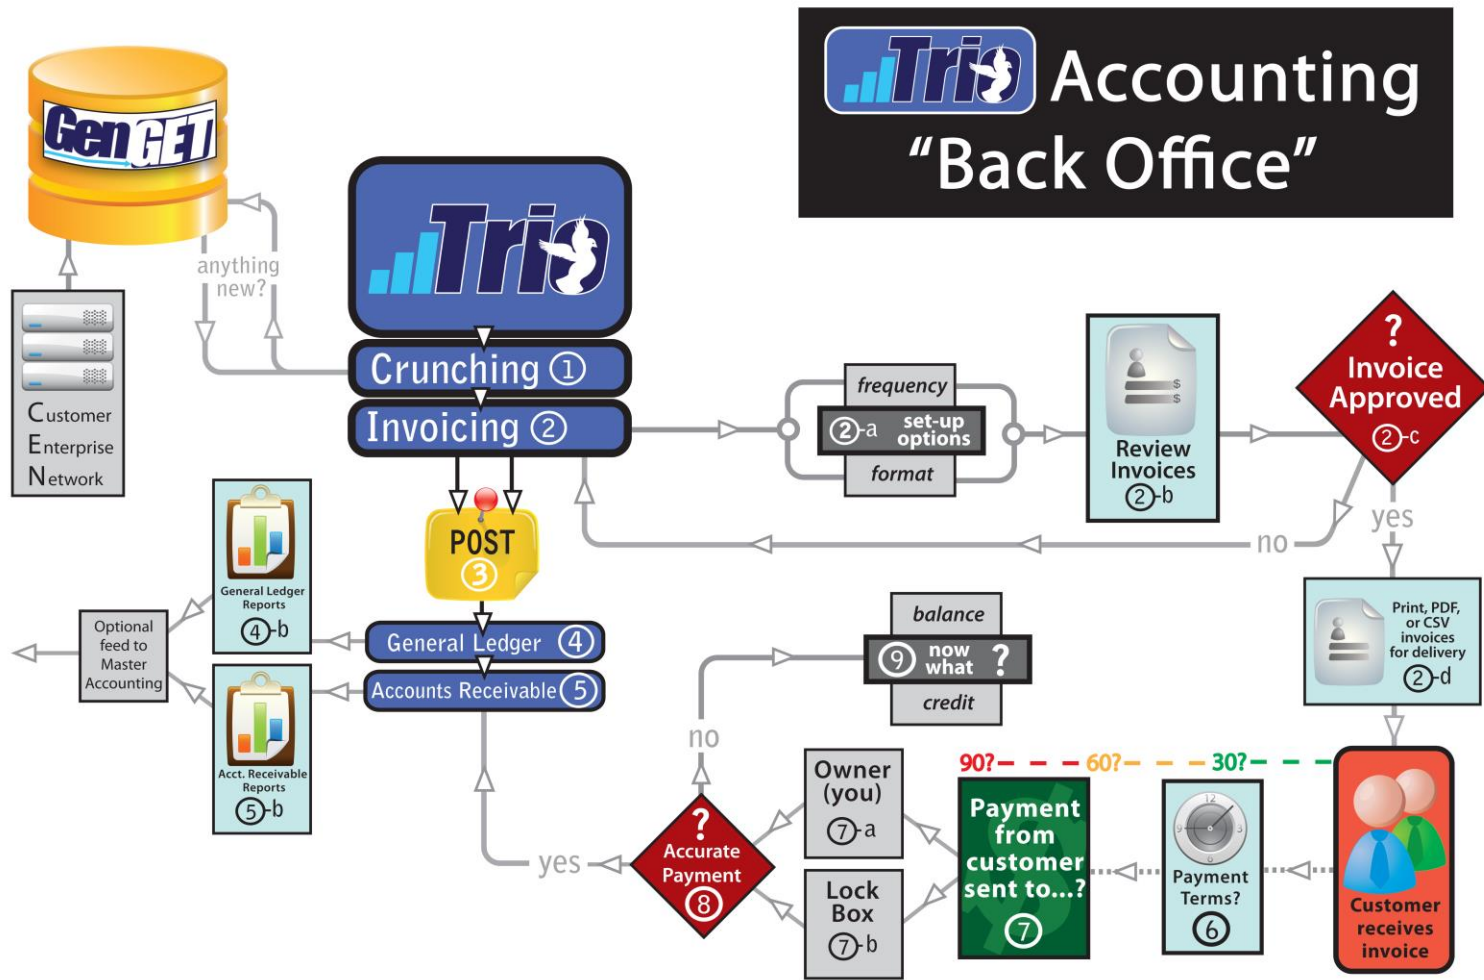 Trio Accounting
“Back Office”
GenGET
anything
new?
Customer
Enterprise
Network
Trio
Crunching 1
Invoicing 2
frequency
2-a set-up
options
format
Review
Invoices
2-b
?
Invoice
Approved
2-c
yes
no
POST
3
General Ledger
Reports
4-b
Optional
feed to
Master
Accounting
General Ledger 4
Accounts Receivable 5
Acct. Receivable
Reports
5-b
balance
9 now
what ?
credit
Print, PDF,
or CSV
invoices
for delivery
2-d
no
yes
?
Accurate
Payment
8
Owner
(you)
7-a
Lock
Box
7-b
90? 60? 30?
Payment
from
customer
sent to...?
7
12
3
6
9
Payment
Terms?
6
Customer
receives
invoice